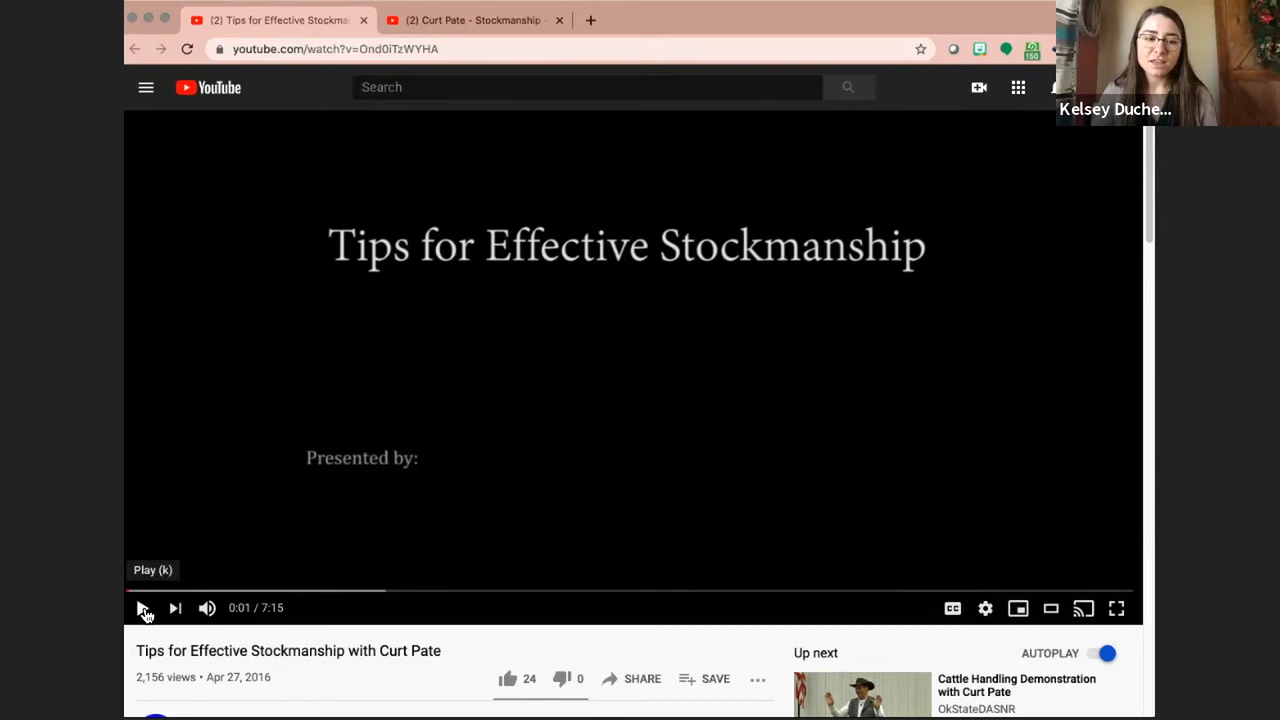 (2) Tips for Effective Stockma
(2) Curt Pate - Stockmanship -
youtube.com/watch?v=Ond0iTzWYHA
150
YouTube
Search
Kelsey Duche...
Tips for Effective Stockmanship
Presented by:
Play (k)
0:01 / 7:15
CC
Tips for Effective Stockmanship with Curt Pate
2,156 views • Apr 27, 2016
24
0
SHARE
SAVE
Up next
AUTOPLAY
Cattle Handling Demonstration
with Curt Pate
OkStateDASNR